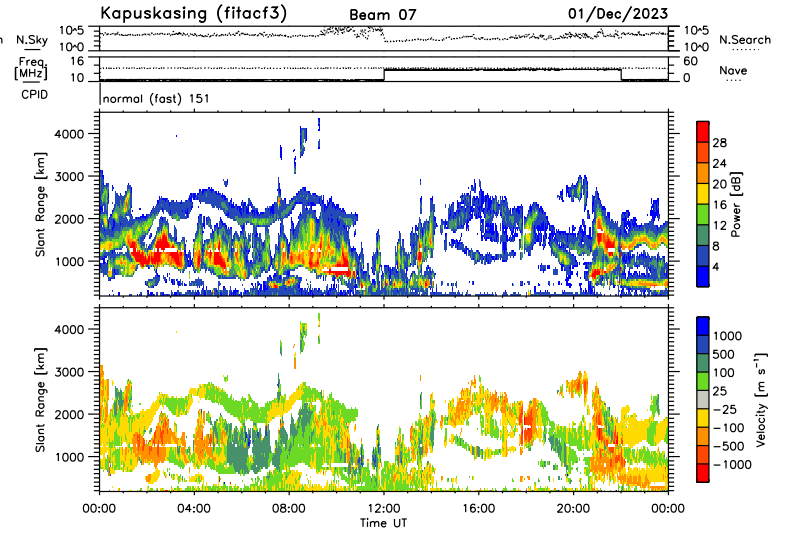 Kapuskasing (fitacf3) Beam 07 01/Dec/2023
N.Sky 10^5 10^0 10^5 10^0 N.Search
Freq. [MHz] 16 10 60 0 Nave
CPID normal (fast) 151
4000
3000
2000
1000
Slant Range [km]
28
24
20
16
12
8
4
Power [dB]
4000
3000
2000
1000
Slant Range [km]
1000
500
100
25
-25
-100
-500
-1000
Velocity [m s^-1]
00:00 04:00 08:00 12:00 16:00 20:00 00:00
Time UT